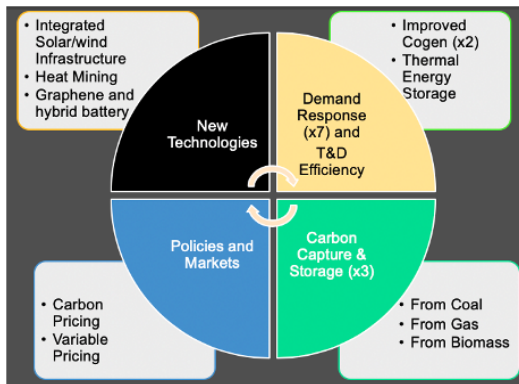 • Integrated
Solar/wind
Infrastructure
• Heat Mining
• Graphene and
hybrid battery
• Improved
Cogen (x2)
• Thermal
Energy
Storage
New
Technologies
Demand
Response
(x7) and
T&D
Efficiency
Policies and
Markets
Carbon
Capture &
Storage (x3)
• Carbon
Pricing
• Variable
Pricing
• From Coal
• From Gas
• From Biomass